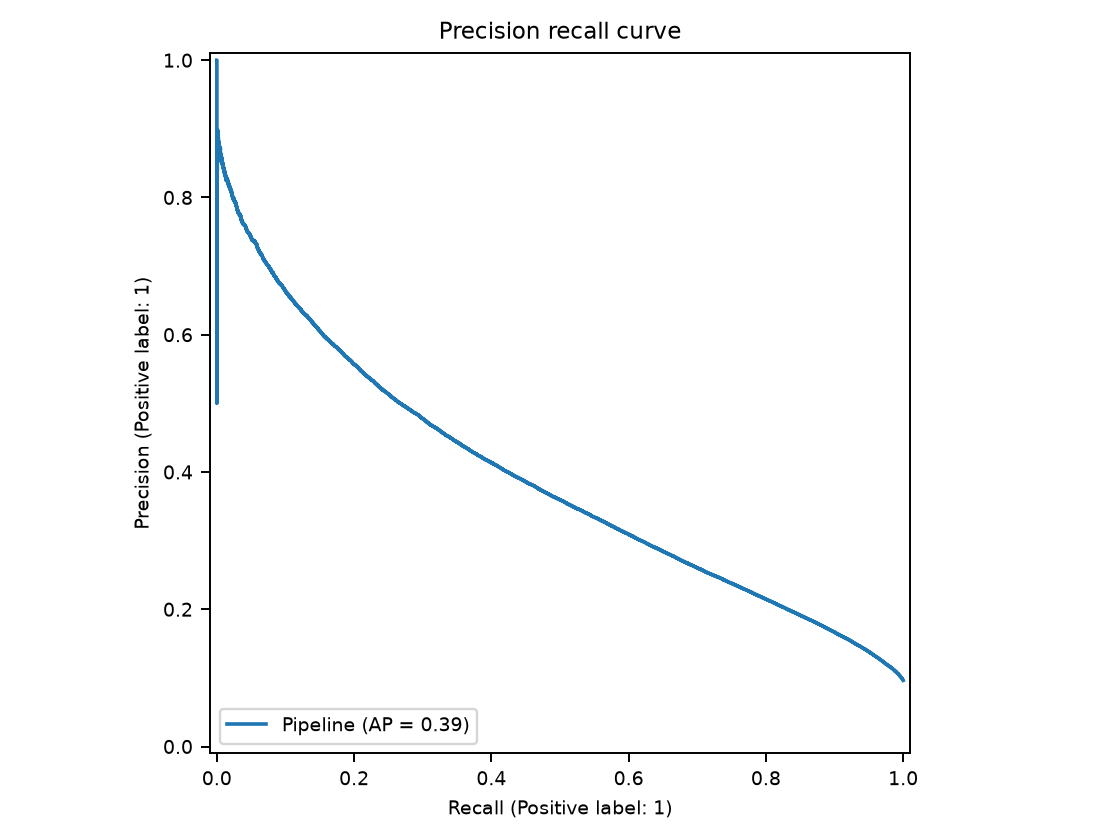 Precision recall curve
1.0
0.8
0.6
0.4
0.2
0.0
Precision (Positive label: 1)
Pipeline (AP = 0.39)
0.0 0.2 0.4 0.6 0.8 1.0
Recall (Positive label: 1)